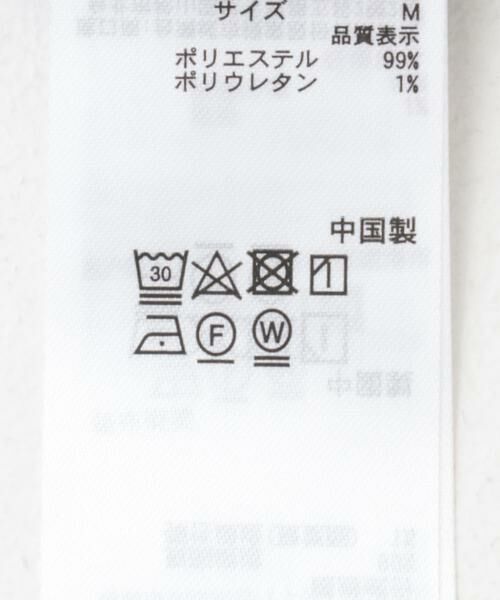 サイズ M
品質表示
ポリエステル 99%
ポリウレタン 1%
中国製
30
F W